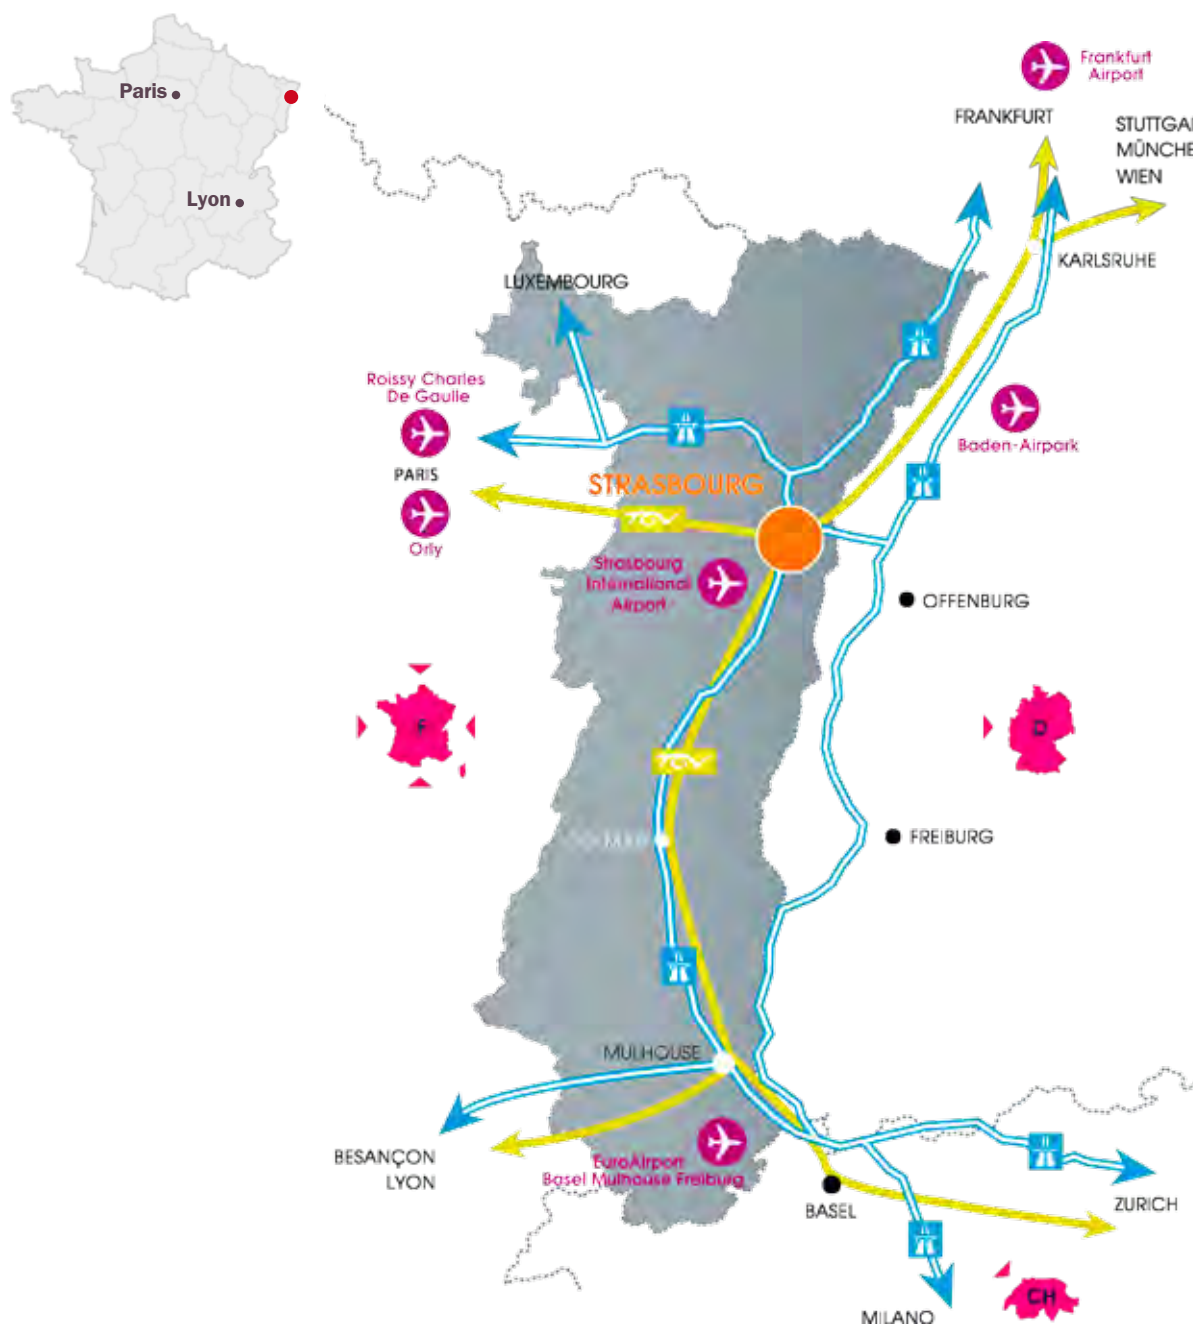 Paris
Lyon
Frankfurt
Airport
FRANKFURT
STUTTGA
MÜNCHE
WIEN
KARLSRUHE
LUXEMBOURG
Roissy Charles
De Gaulle
PARIS
Orly
Baden-Airpark
STRASBOURG
TGV
Strasbourg
International
Airport
OFFENBURG
F
D
TGV
FREIBURG
MULHOUSE
BESANÇON
LYON
EuroAirport
Basel Mulhouse Freiburg
BASEL
ZURICH
MILANO
CH